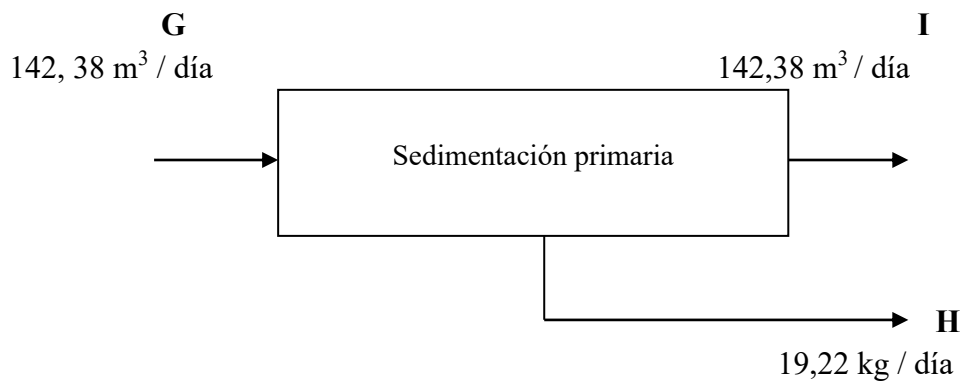 G
I
142, 38 m³ / día
142,38 m³ / día
Sedimentación primaria
H
19,22 kg / día